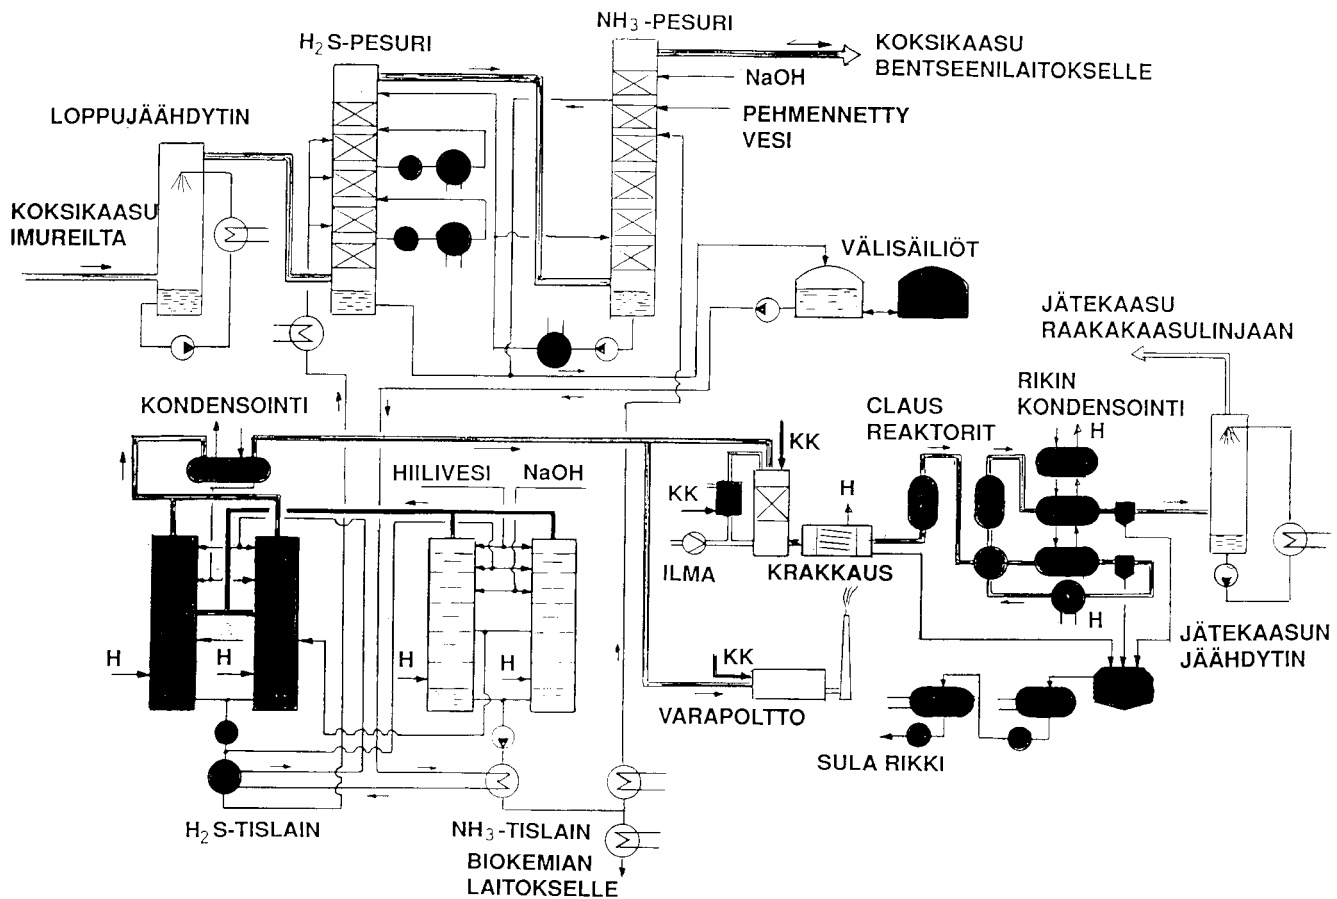 NH₃-PESURI
H₂S-PESURI
KOKSIKAASU
BENTSEENILAITOKSELLE
NaOH
LOPPUJÄÄHDYTIN
PEHMENNETTY
VESI
KOKSIKAASU
IMUREILTA
VÄLISÄILIÖT
JÄTEKAASU
RAAKAKAASULINJAAN
KONDENSOINTI
CLAUS
REAKTORIT
RIKIN
KONDENSOINTI
H
KK
HIILIVESI
NaOH
KK
H
ILMA
KRAKKAUS
H
H
H
H
H
KK
JÄTEKAASUN
JÄÄHDYTIN
VARAPOLTTO
SULA RIKKI
H₂S-TISLAIN
NH₃-TISLAIN
BIOKEMIAN
LAITOKSELLE